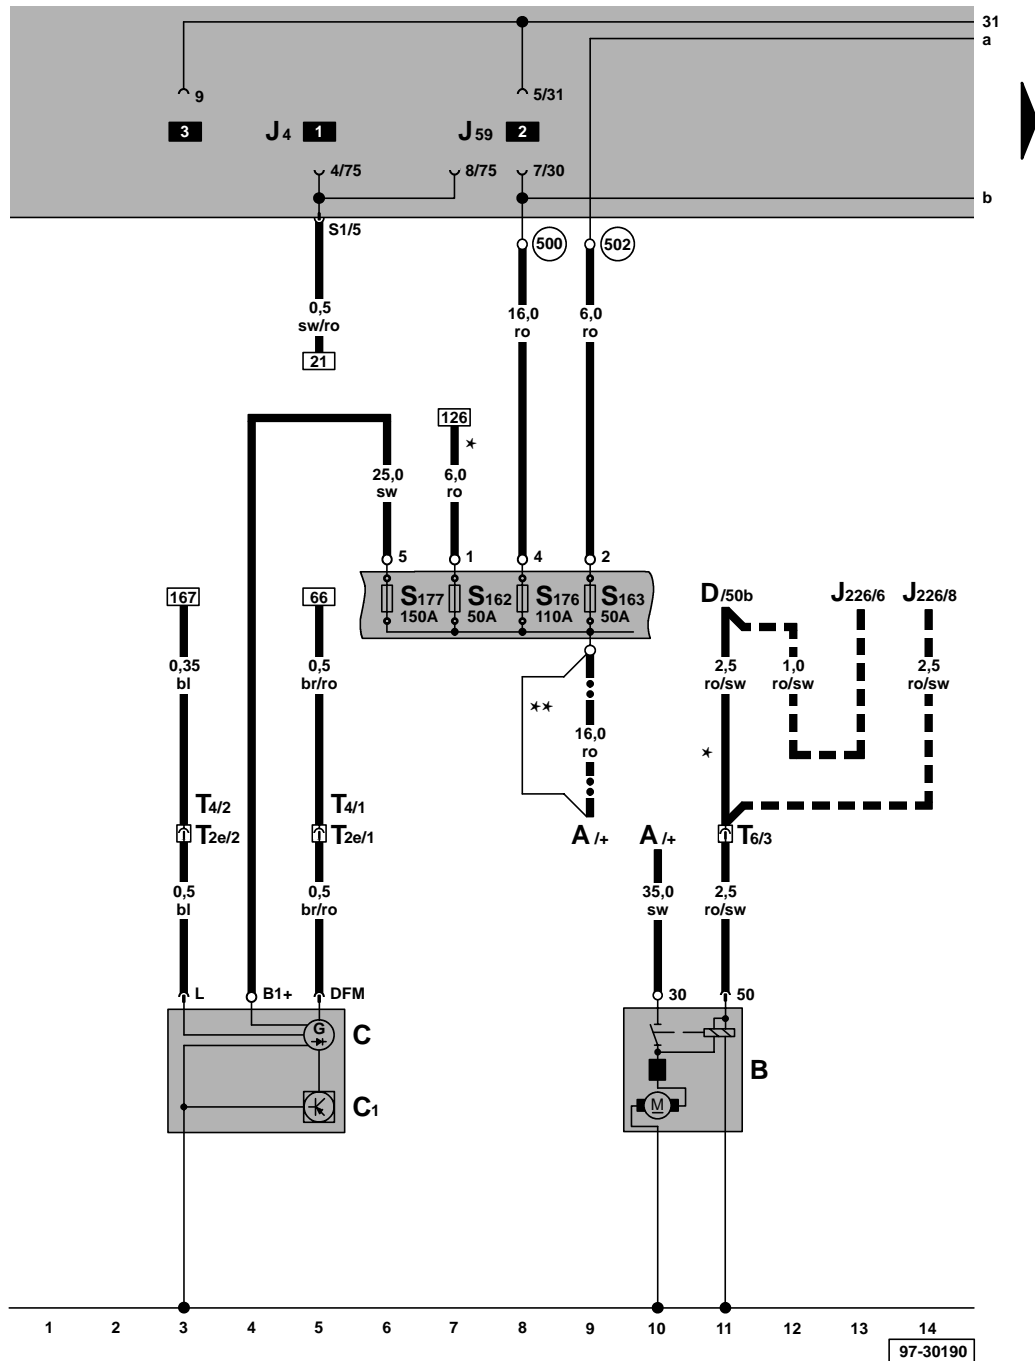 31
a
9
5/31
3
J4
1
J59
2
4/75
8/75
7/30
b
S1/5
500
502
0,5
sw/ro
16,0
ro
6,0
ro
21
126
*
25,0
sw
6,0
ro
5
1
4
2
S177
150A
S162
50A
S176
110A
S163
50A
167
66
D/50b
J226/6
J226/8
0,35
bl
0,5
br/ro
2,5
ro/sw
1,0
ro/sw
2,5
ro/sw
**
16,0
ro
*
T4/2
T4/1
T2e/2
T2e/1
A/+
A/+
T6/3
0,5
bl
0,5
br/ro
35,0
sw
2,5
ro/sw
L
B1+
DFM
30
50
G
C
B
C1
M
1 2 3 4 5 6 7 8 9 10 11 12 13 14
97-30190